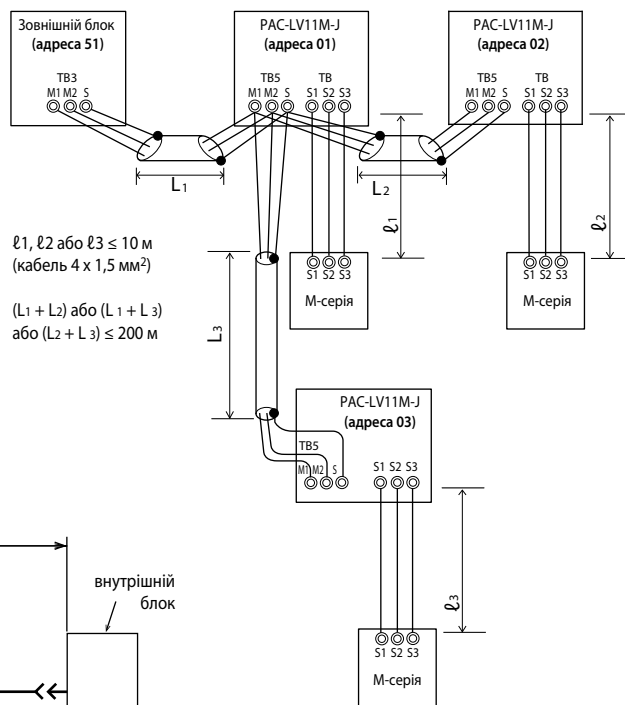 Зовнішній блок
(адреса 51)
TB3
M1 M2 S
PAC-LV11M-J
(адреса 01)
TB5 TB
M1 M2 S S1 S2 S3
PAC-LV11M-J
(адреса 02)
TB5 TB
M1 M2 S S1 S2 S3
L1
L2
ℓ1
ℓ2
ℓ1, ℓ2 або ℓ3 ≤ 10 м
(кабель 4 x 1,5 мм²)
(L1 + L2) або (L 1 + L 3)
або (L2 + L 3) ≤ 200 м
S1 S2 S3
М-серія
S1 S2 S3
М-серія
L3
PAC-LV11M-J
(адреса 03)
TB5
M1 M2 S S1 S2 S3
ℓ3
внутрішній
блок
S1 S2 S3
М-серія